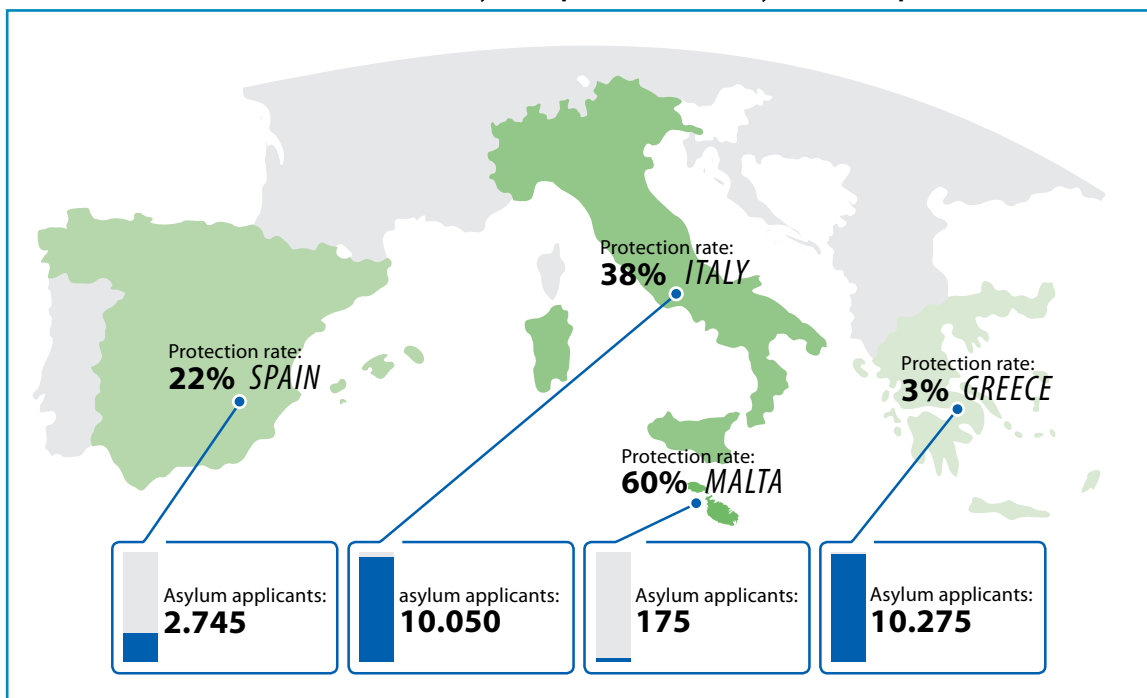 Protection rate:
38% ITALY
Protection rate:
22% SPAIN
Protection rate:
3% GREECE
Protection rate:
60% MALTA
Asylum applicants:
2.745
asylum applicants:
10.050
Asylum applicants:
175
Asylum applicants:
10.275